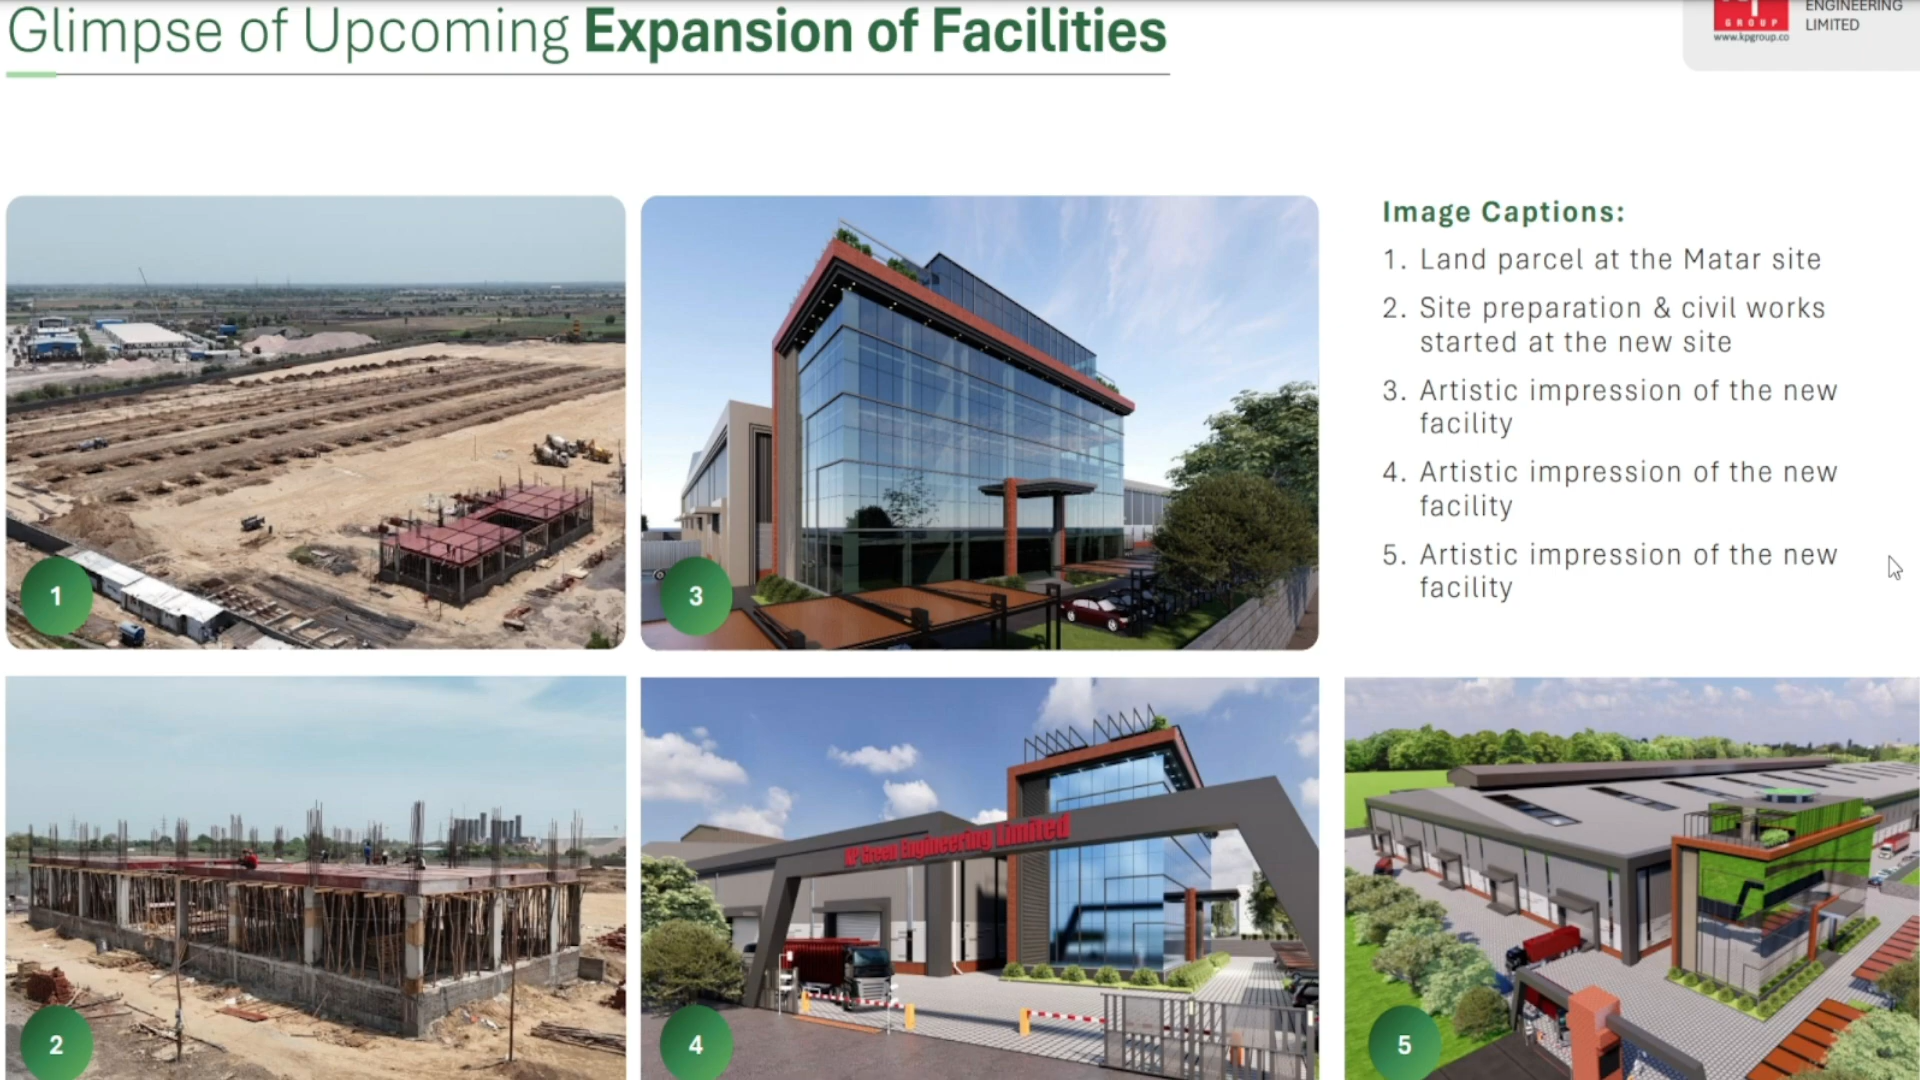 Glimpse of Upcoming Expansion of Facilities
GROUP
www.kpgroup.co
ENGINEERING
LIMITED
Image Captions:
1. Land parcel at the Matar site
2. Site preparation & civil works
started at the new site
3. Artistic impression of the new
facility
4. Artistic impression of the new
facility
5. Artistic impression of the new
facility
1
3
KP Green Engineering Limited
2
4
5